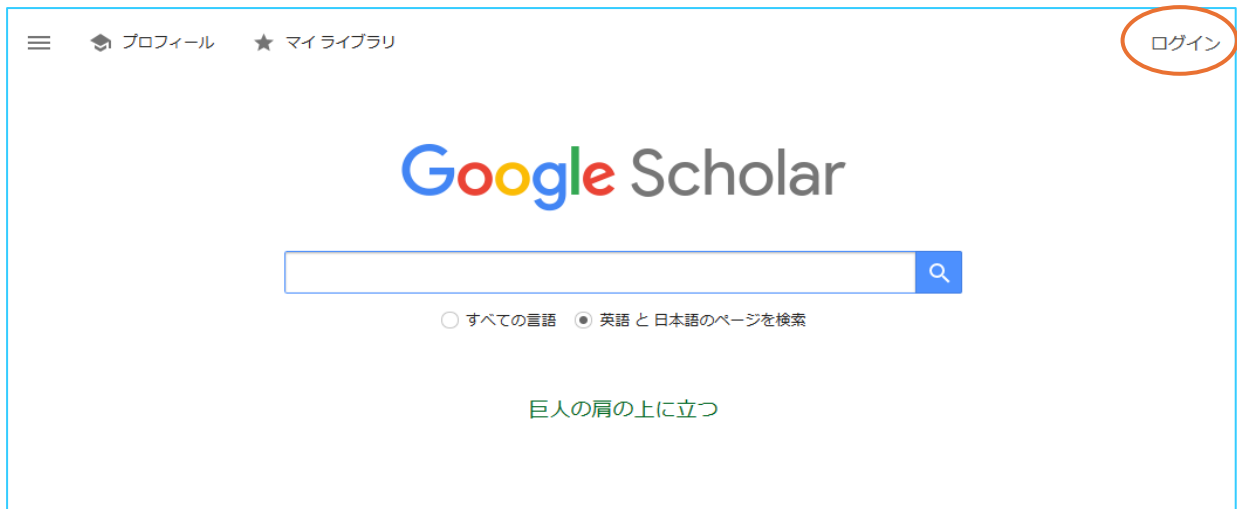 プロフィール マイ ライブラリ ログイン
Google Scholar
すべての言語 英語 と 日本語のページを検索
巨人の肩の上に立つ